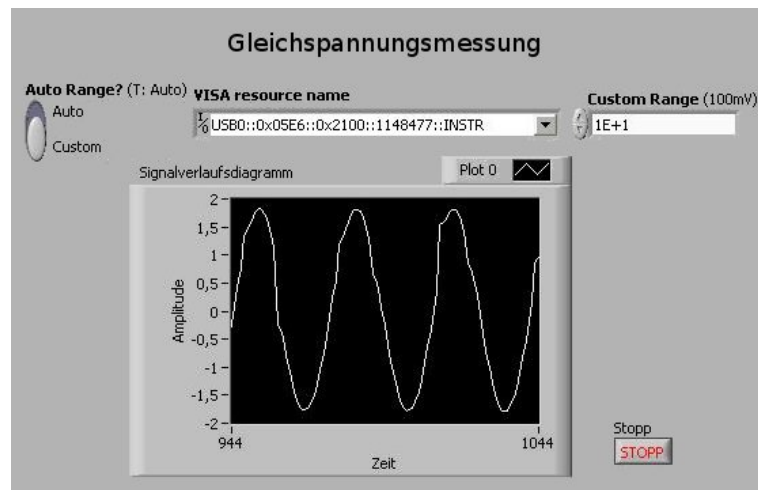 Gleichspannungsmessung
Auto Range? (T: Auto)
Auto
Custom
VISA resource name
I/O USB0::0x05E6::0x2100::1148477::INSTR
Custom Range (100mV)
1E+1
Signalverlaufsdiagramm
Plot 0
2
1,5
1
0,5
0
-0,5
-1
-1,5
-2
Amplitude
944
1044
Zeit
Stopp
STOPP